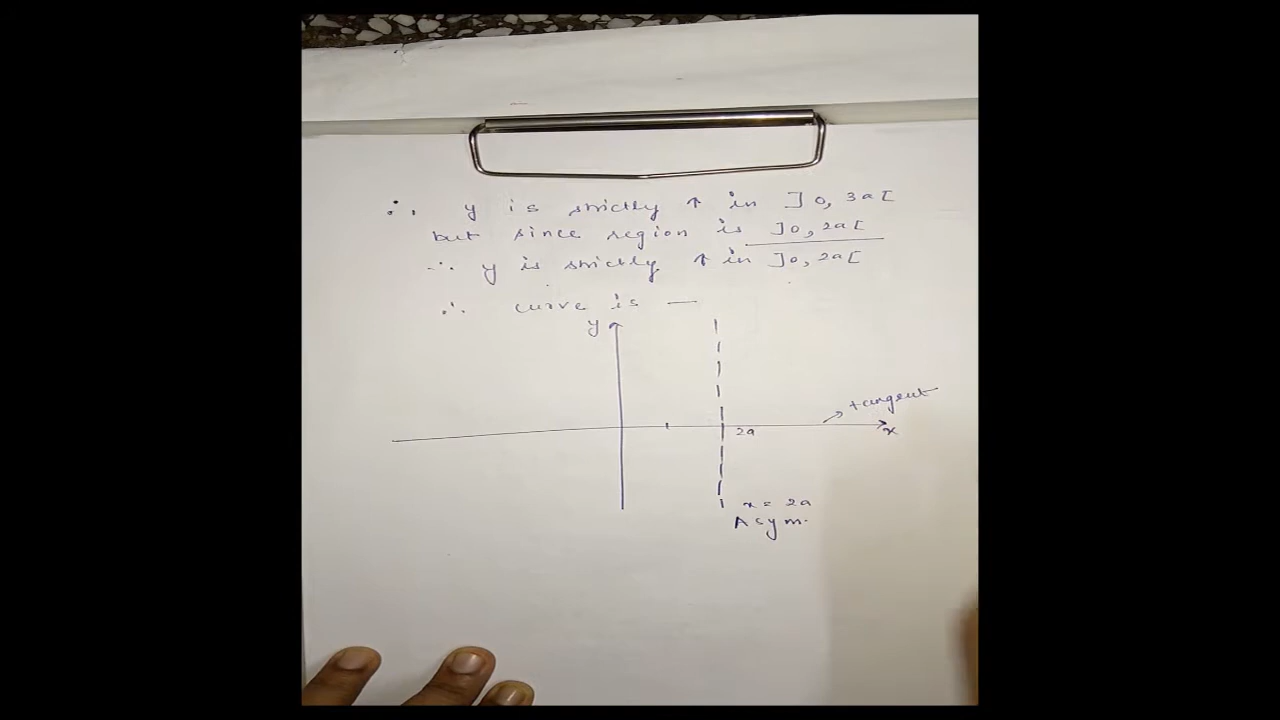 ∴ y is strictly ↑ in ]0, 3a[
but since region is ]0, 2a[
∴ y is strictly ↑ in ]0, 2a[
∴ curve is —
y
tangent
2a
x
x = 2a
Asym.